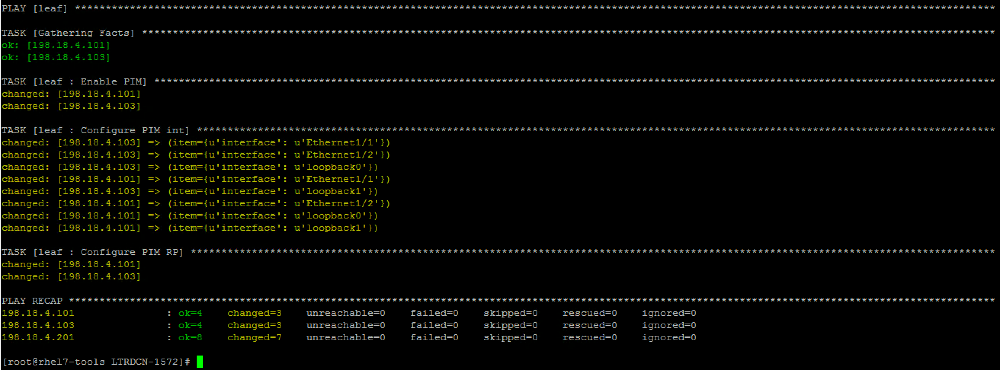 PLAY [leaf] ******************************************************************************************************************************************************
TASK [Gathering Facts] *******************************************************************************************************************************************
ok: [198.18.4.101]
ok: [198.18.4.103]
TASK [leaf : Enable PIM] *****************************************************************************************************************************************
changed: [198.18.4.101]
changed: [198.18.4.103]
TASK [leaf : Configure PIM int] **********************************************************************************************************************************
changed: [198.18.4.103] => (item={u'interface': u'Ethernet1/1'})
changed: [198.18.4.103] => (item={u'interface': u'Ethernet1/2'})
changed: [198.18.4.103] => (item={u'interface': u'loopback0'})
changed: [198.18.4.101] => (item={u'interface': u'Ethernet1/1'})
changed: [198.18.4.103] => (item={u'interface': u'loopback1'})
changed: [198.18.4.101] => (item={u'interface': u'Ethernet1/2'})
changed: [198.18.4.101] => (item={u'interface': u'loopback0'})
changed: [198.18.4.101] => (item={u'interface': u'loopback1'})
TASK [leaf : Configure PIM RP] ***********************************************************************************************************************************
changed: [198.18.4.101]
changed: [198.18.4.103]
PLAY RECAP *******************************************************************************************************************************************************
198.18.4.101 : ok=4 changed=3 unreachable=0 failed=0 skipped=0 rescued=0 ignored=0
198.18.4.103 : ok=4 changed=3 unreachable=0 failed=0 skipped=0 rescued=0 ignored=0
198.18.4.201 : ok=8 changed=7 unreachable=0 failed=0 skipped=0 rescued=0 ignored=0
[root@rhel7-tools LTRDCN-1572]#